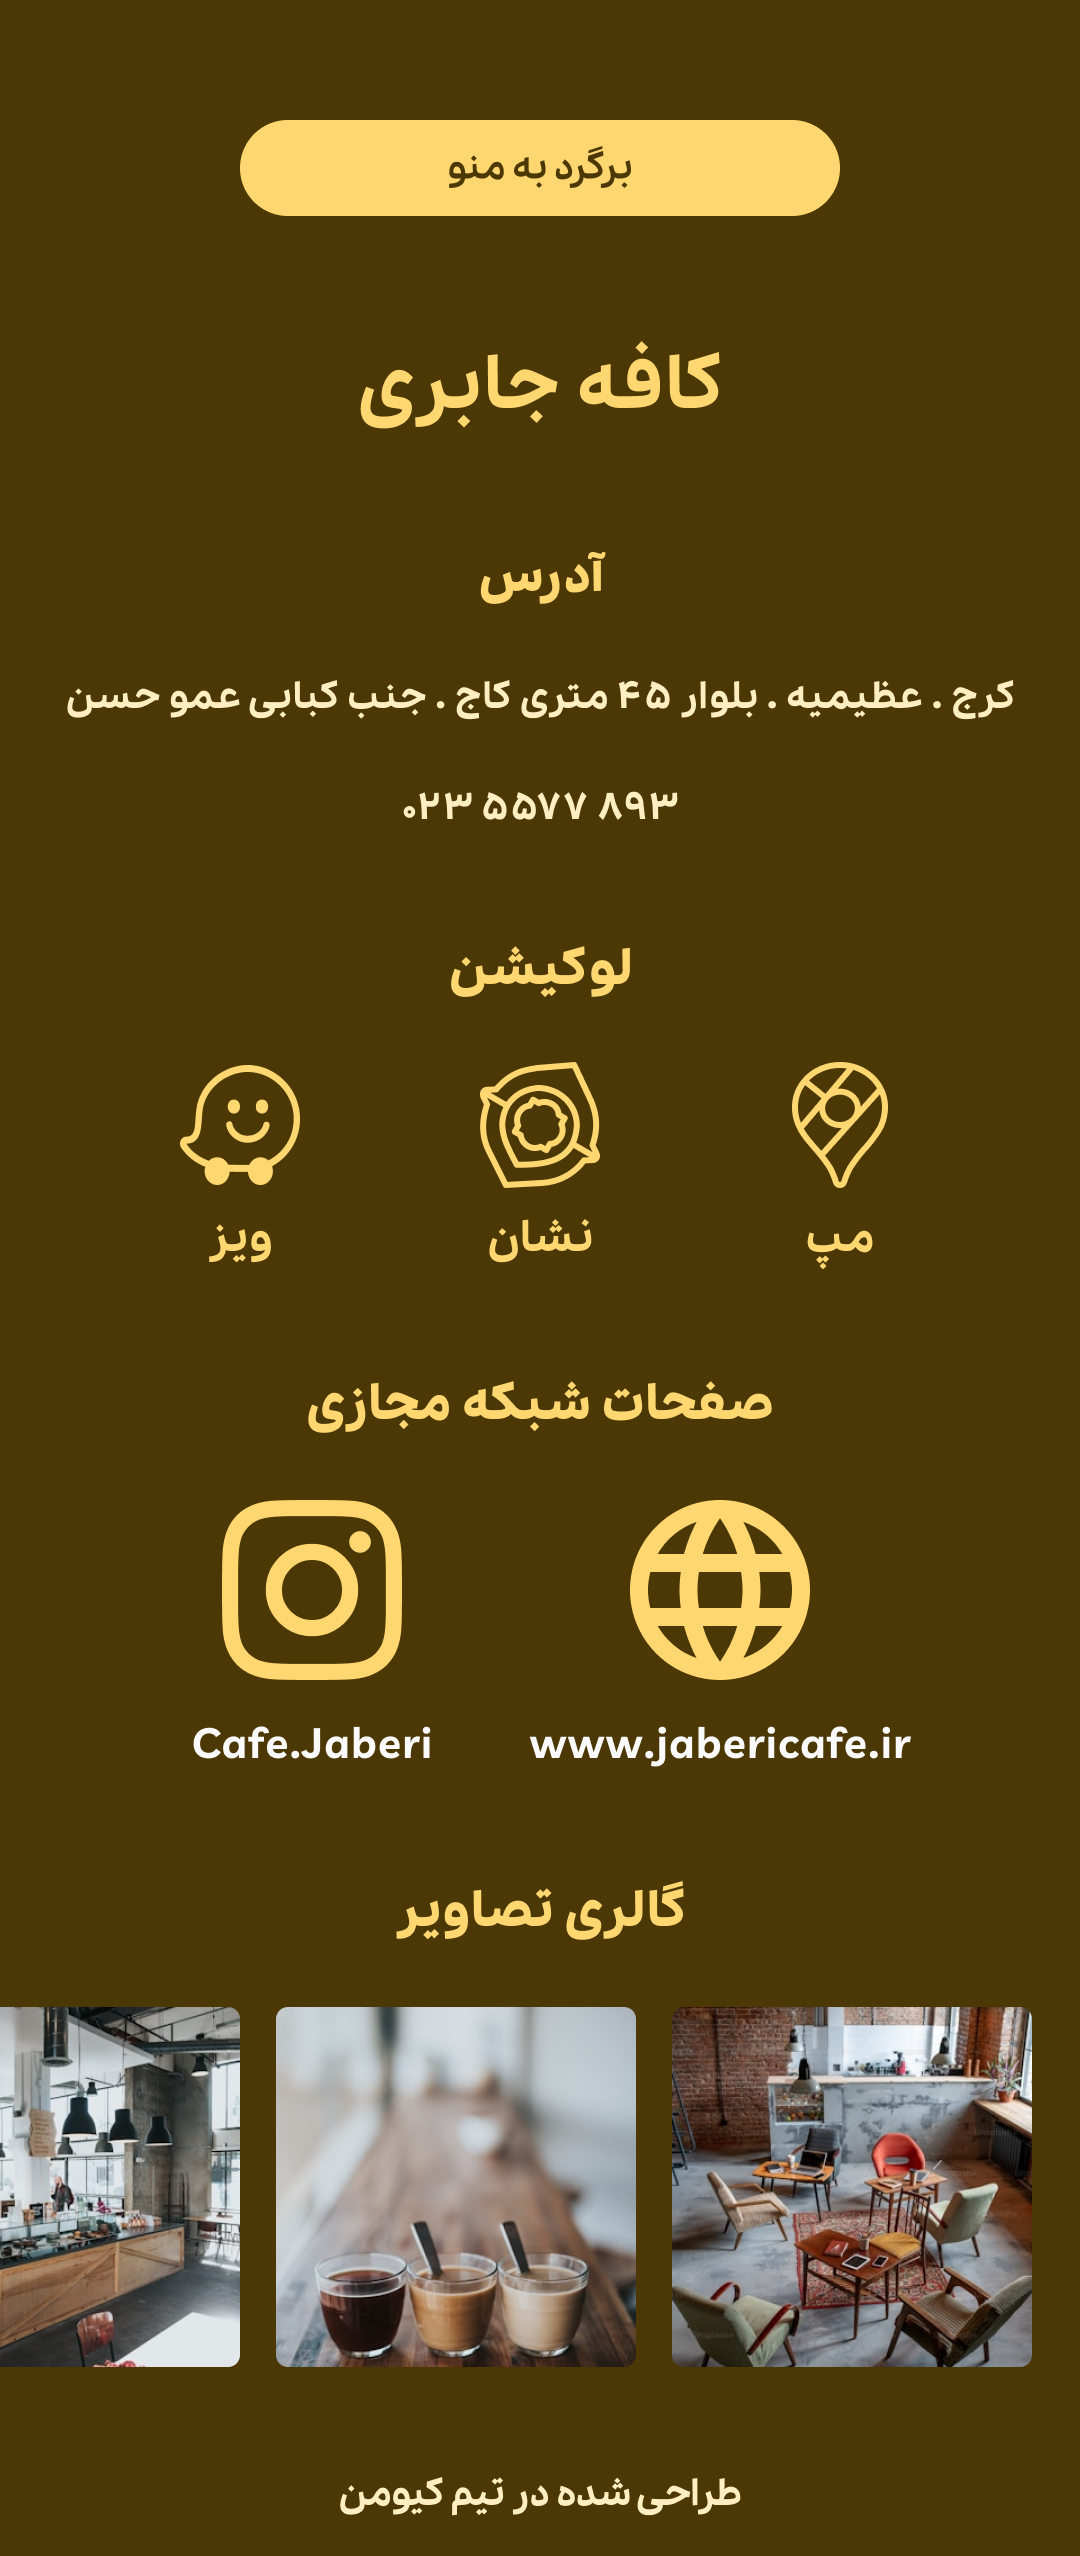 برگرد به منو
کافه جابری
آدرس
کرج . عظیمیه . بلوار ۴۵ متری کاج . جنب کبابی عمو حسن
۰۲۳ ۵۵۷۷ ۸۹۳
لوکیشن
مپ نشان ویز
صفحات شبکه مجازی
www.jabericafe.ir Cafe.Jaberi
گالری تصاویر
طراحی شده در تیم کیومن